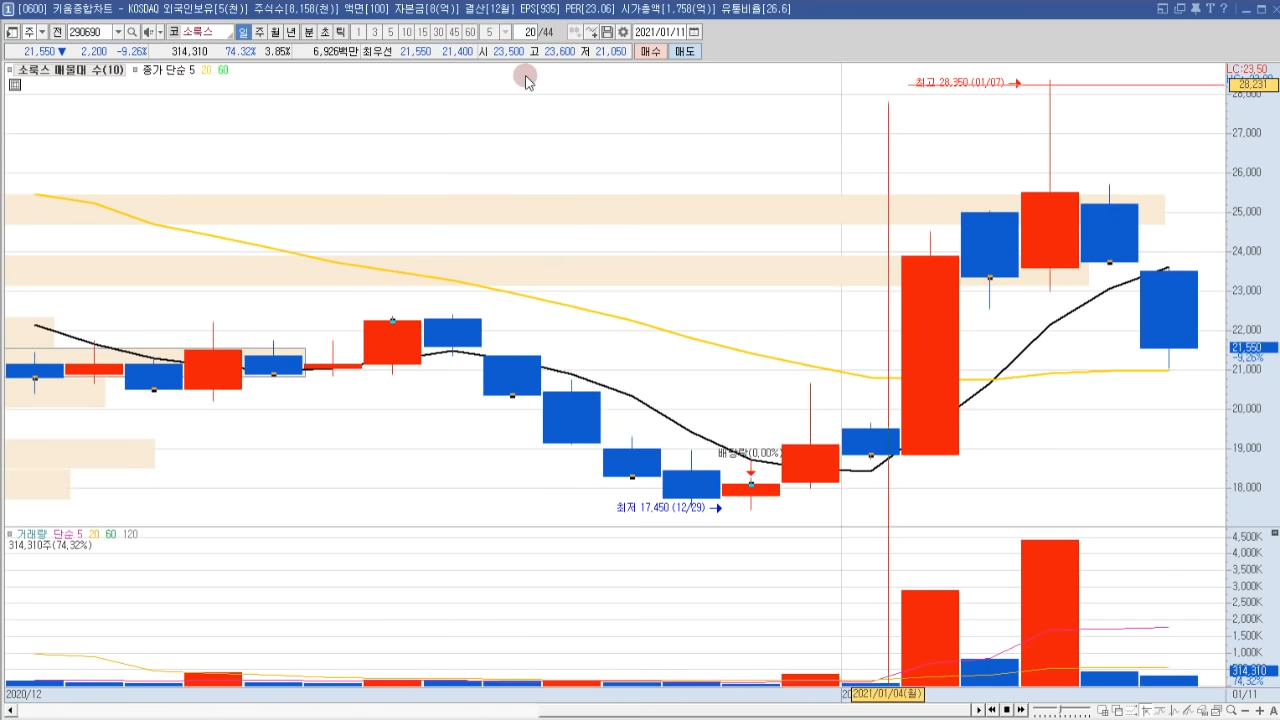 [0600] 키움종합차트 - KOSDAQ 외국인보유[5(천)] 주식수[8,158(천)] 액면[100] 자본금[8(억)] 결산[12월] EPS[935] PER[23.06] 시가총액[1,758(억)] 유통비율[26.6]
주 전 290690 코 소룩스 일 주 월 년 분 초 틱 1 3 5 10 15 30 45 60 5 20 /44 2021/01/11
21,550 ▼ 2,200 -9.26% 314,310 74.32% 3.85% 6,926백만 최우선 21,550 21,400 시 23,500 고 23,600 저 21,050 매수 매도
소룩스 매물대 수(10) 종가 단순 5 20 60
LC:23,50
최고 28,350 (01/07)
28,231
28,000
27,000
26,000
25,000
24,000
23,000
22,000
21,550
-9.26%
21,000
20,000
19,000
배당락(0,00%)
18,000
최저 17,450 (12/29)
거래량 단순 5 20 60 120
314,310주(74,32%)
4,500K
4,000K
3,500K
3,000K
2,500K
2,000K
1,500K
1,000K
314,310
74,32%
2020/12
2021/01/04(월)
01/11